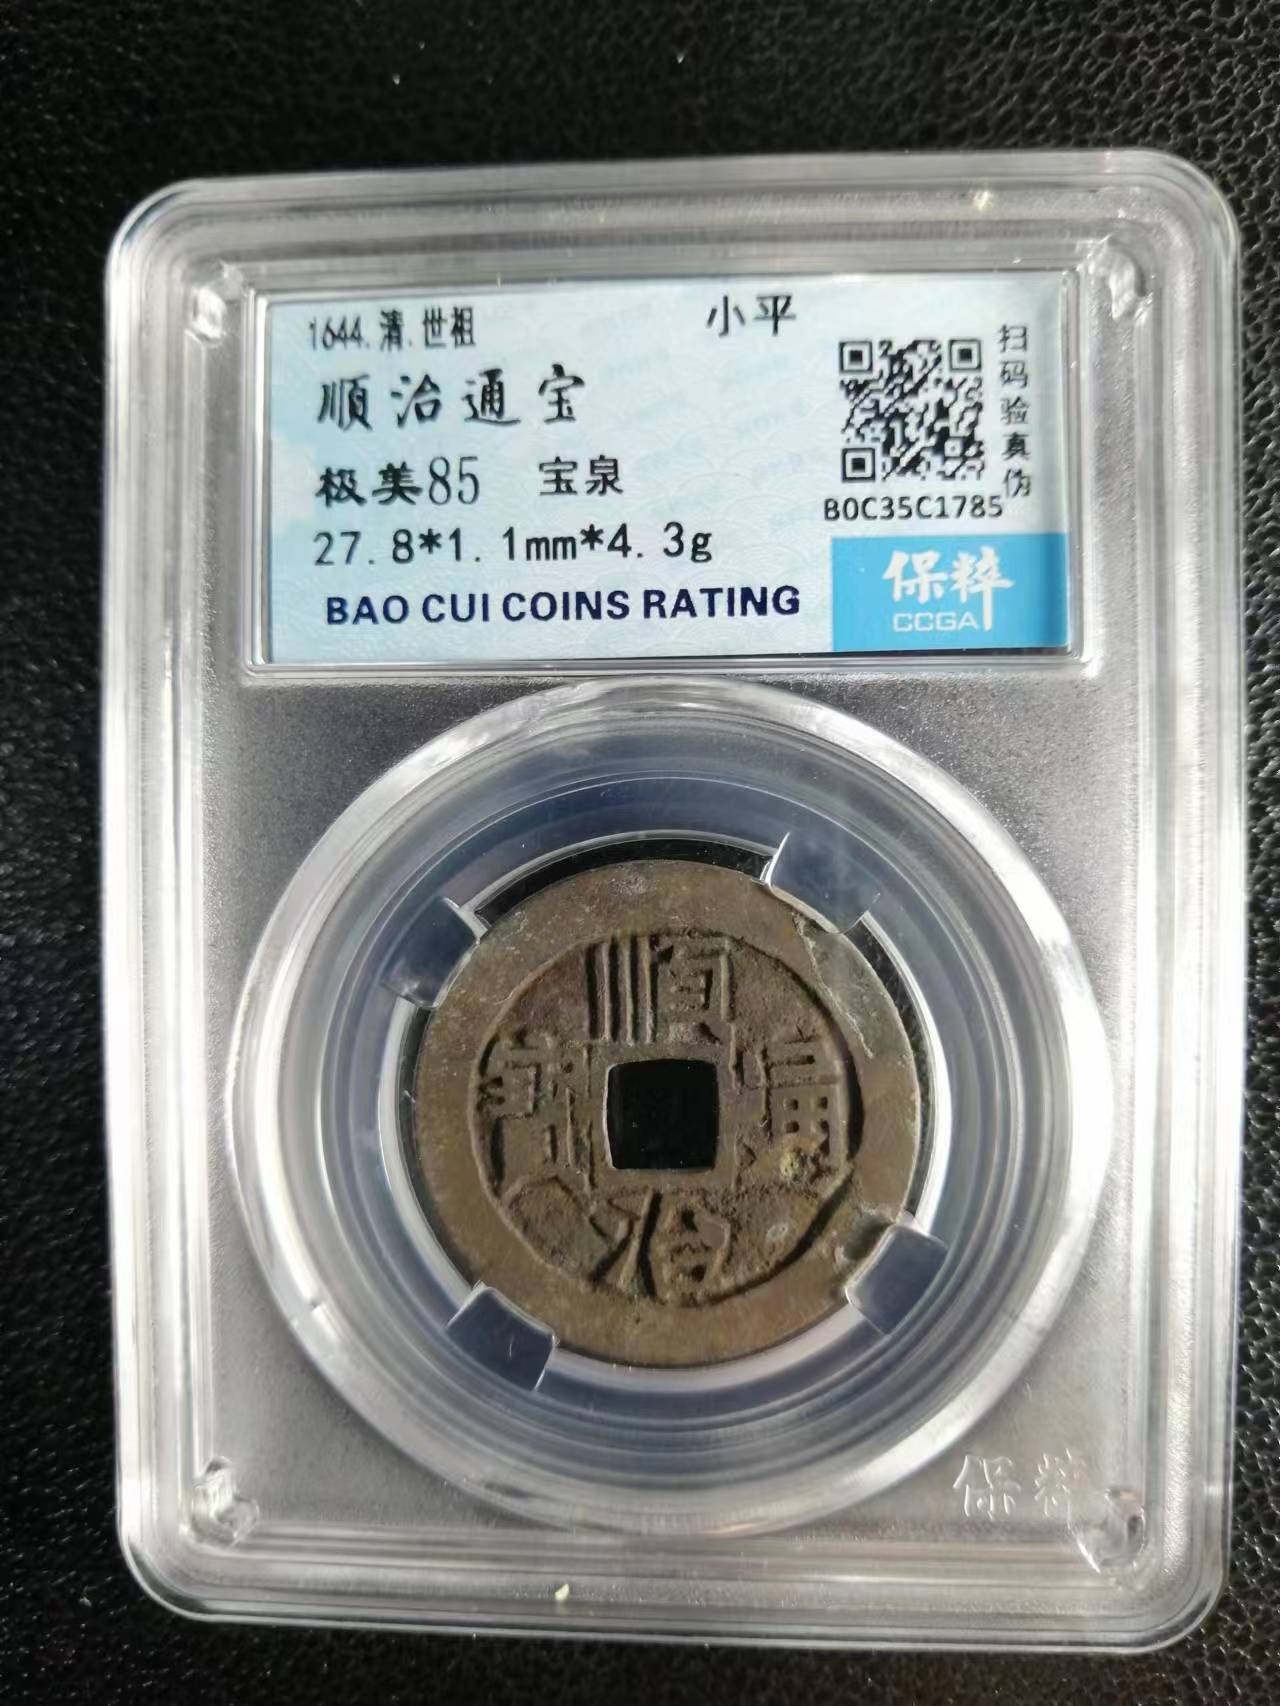 1644.清.世祖
小平
順治通宝
极美85 宝泉
27.8*1.1mm*4.3g
BAO CUI COINS RATING
扫码验真伪
B0C35C1785
保粹
CCGA
順治通寳
保粹